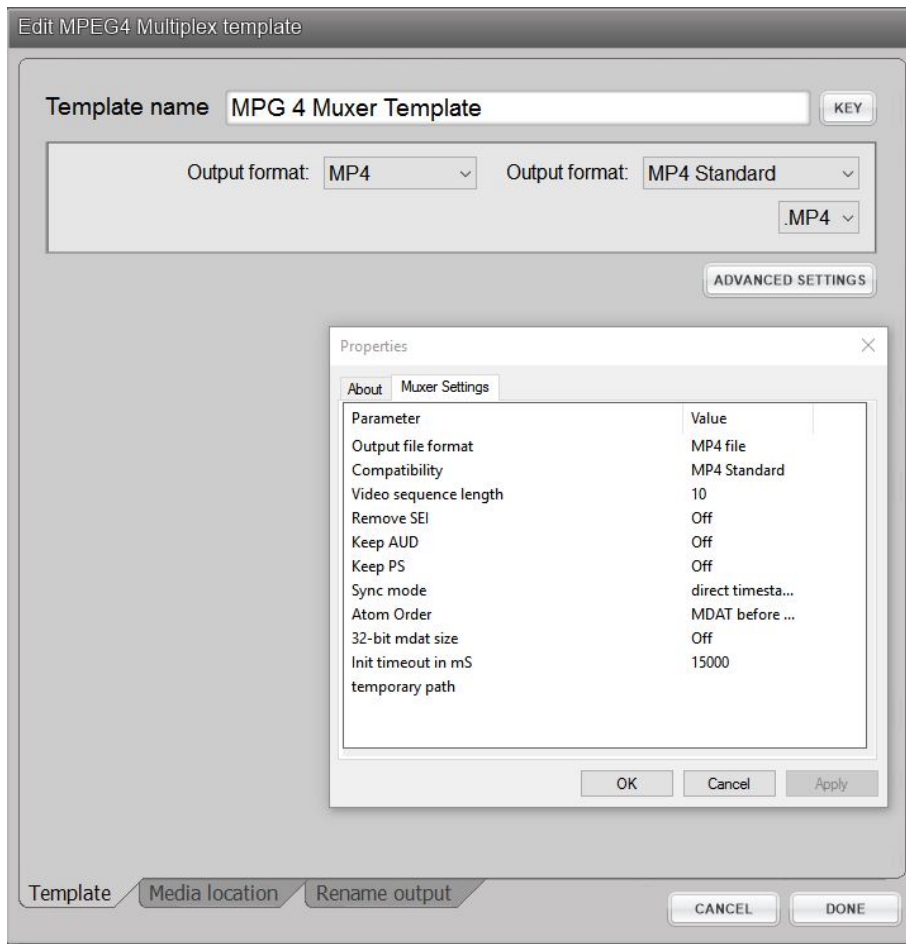 Edit MPEG4 Multiplex template
Template name MPG 4 Muxer Template KEY
Output format: MP4 Output format: MP4 Standard
.MP4
ADVANCED SETTINGS
Properties
About Muxer Settings
Parameter Value
Output file format MP4 file
Compatibility MP4 Standard
Video sequence length 10
Remove SEI Off
Keep AUD Off
Keep PS Off
Sync mode direct timesta...
Atom Order MDAT before ...
32-bit mdat size Off
Init timeout in mS 15000
temporary path
OK Cancel Apply
Template Media location Rename output
CANCEL DONE